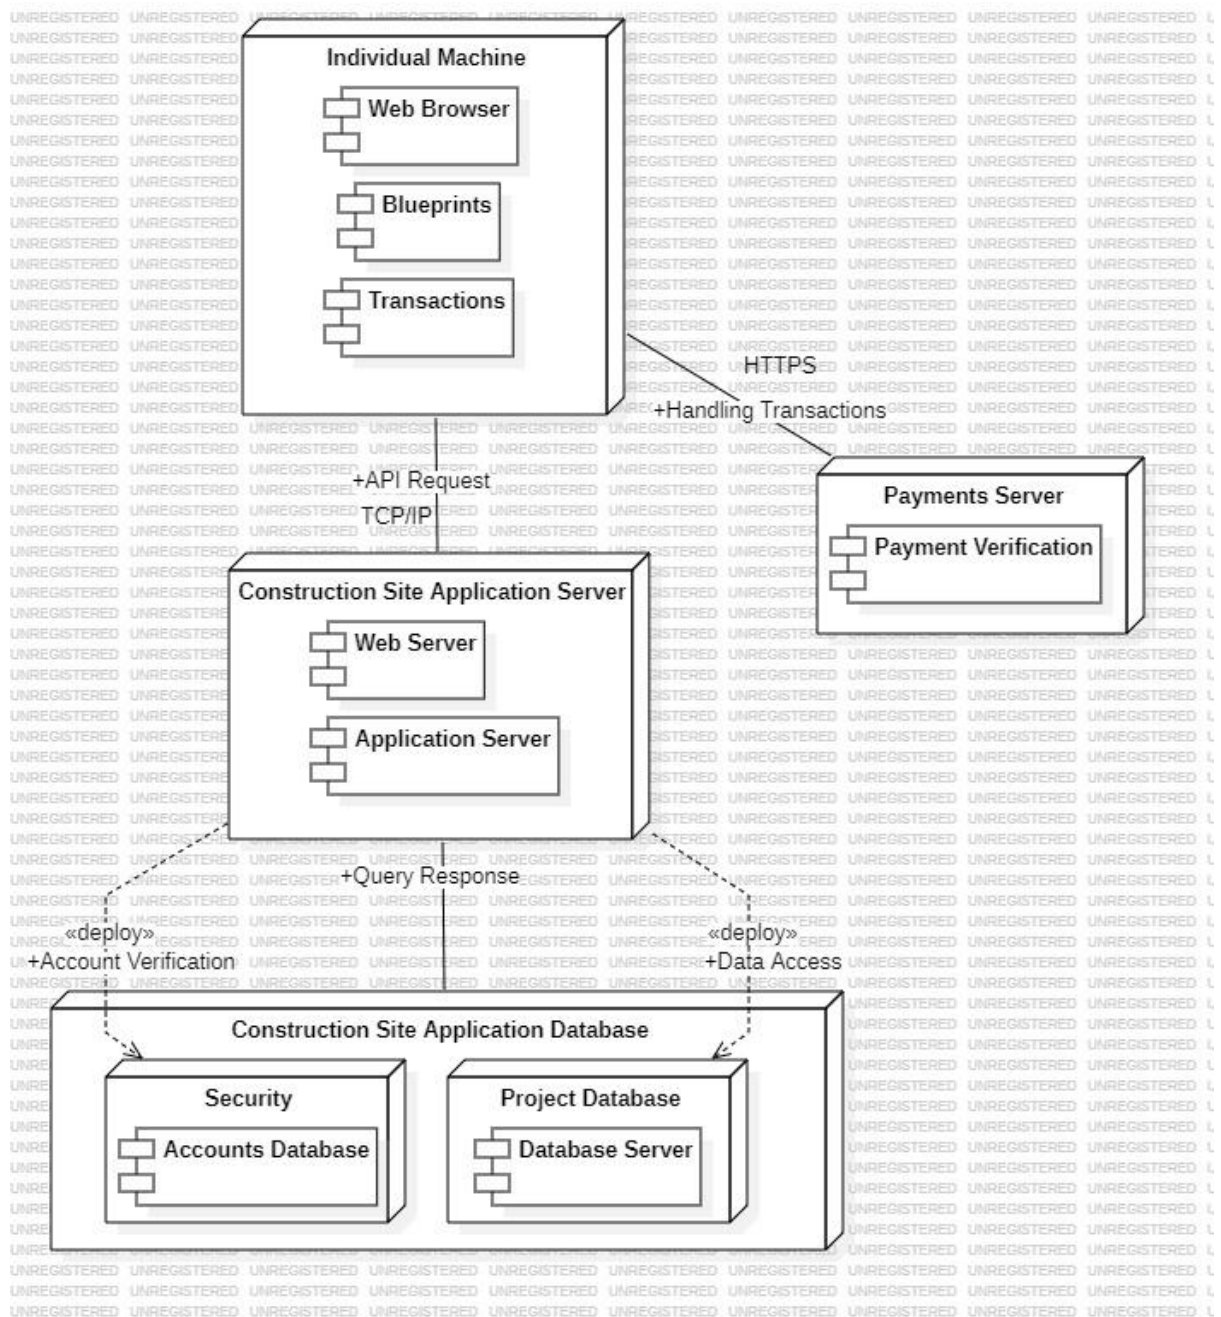 Individual Machine
Web Browser
Blueprints
Transactions
HTTPS
+Handling Transactions
+API Request
TCP/IP
Payments Server
Payment Verification
Construction Site Application Server
Web Server
Application Server
+Query Response
«deploy»
+Account Verification
«deploy»
+Data Access
Construction Site Application Database
Security
Accounts Database
Project Database
Database Server
UNREGISTERED